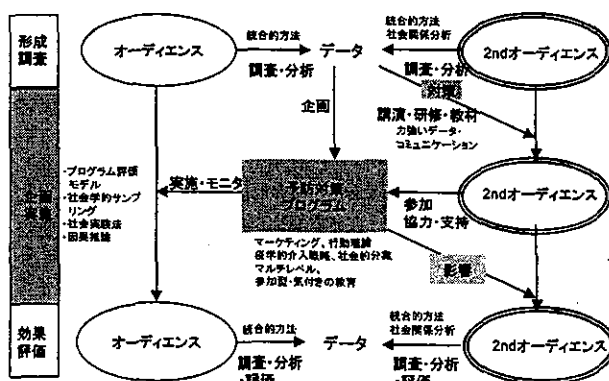 形成
調査
オーディエンス
統合的方法
調査・分析
データ
統合的方法
社会関係分析
調査・分析
2ndオーディエンス
対策
講演・研修・教材
力強いデータ・
コミュニケーション
企画
企画
実施
・プログラム評価
モデル
・社会学的サンプ
リング
・社会実験法
・因果推論
実施・モニタ
予防対策
プログラム
マーケティング、行動理論
疫学的介入戦略、社会的分業
マルチレベル、
参加型・気付きの教育
参加
協力・支持
2ndオーディエンス
影響
効果
評価
オーディエンス
統合的方法
調査・分析
・評価
データ
統合的方法
社会関係分析
調査・分析
・評価
2ndオーディエンス